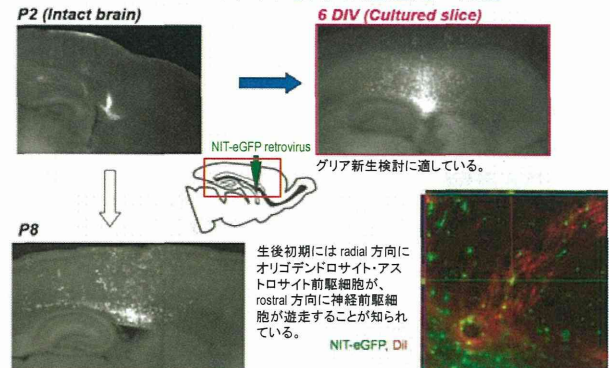 P2 (Intact brain)
6 DIV (Cultured slice)
NIT-eGFP retrovirus
グリア新生検討に適している。
P8
生後初期には radial 方向に
オリゴデンドロサイト・アス
トロサイト前駆細胞が、
rostral 方向に神経前駆細
胞が遊走することが知られ
ている。
NIT-eGFP, DiI